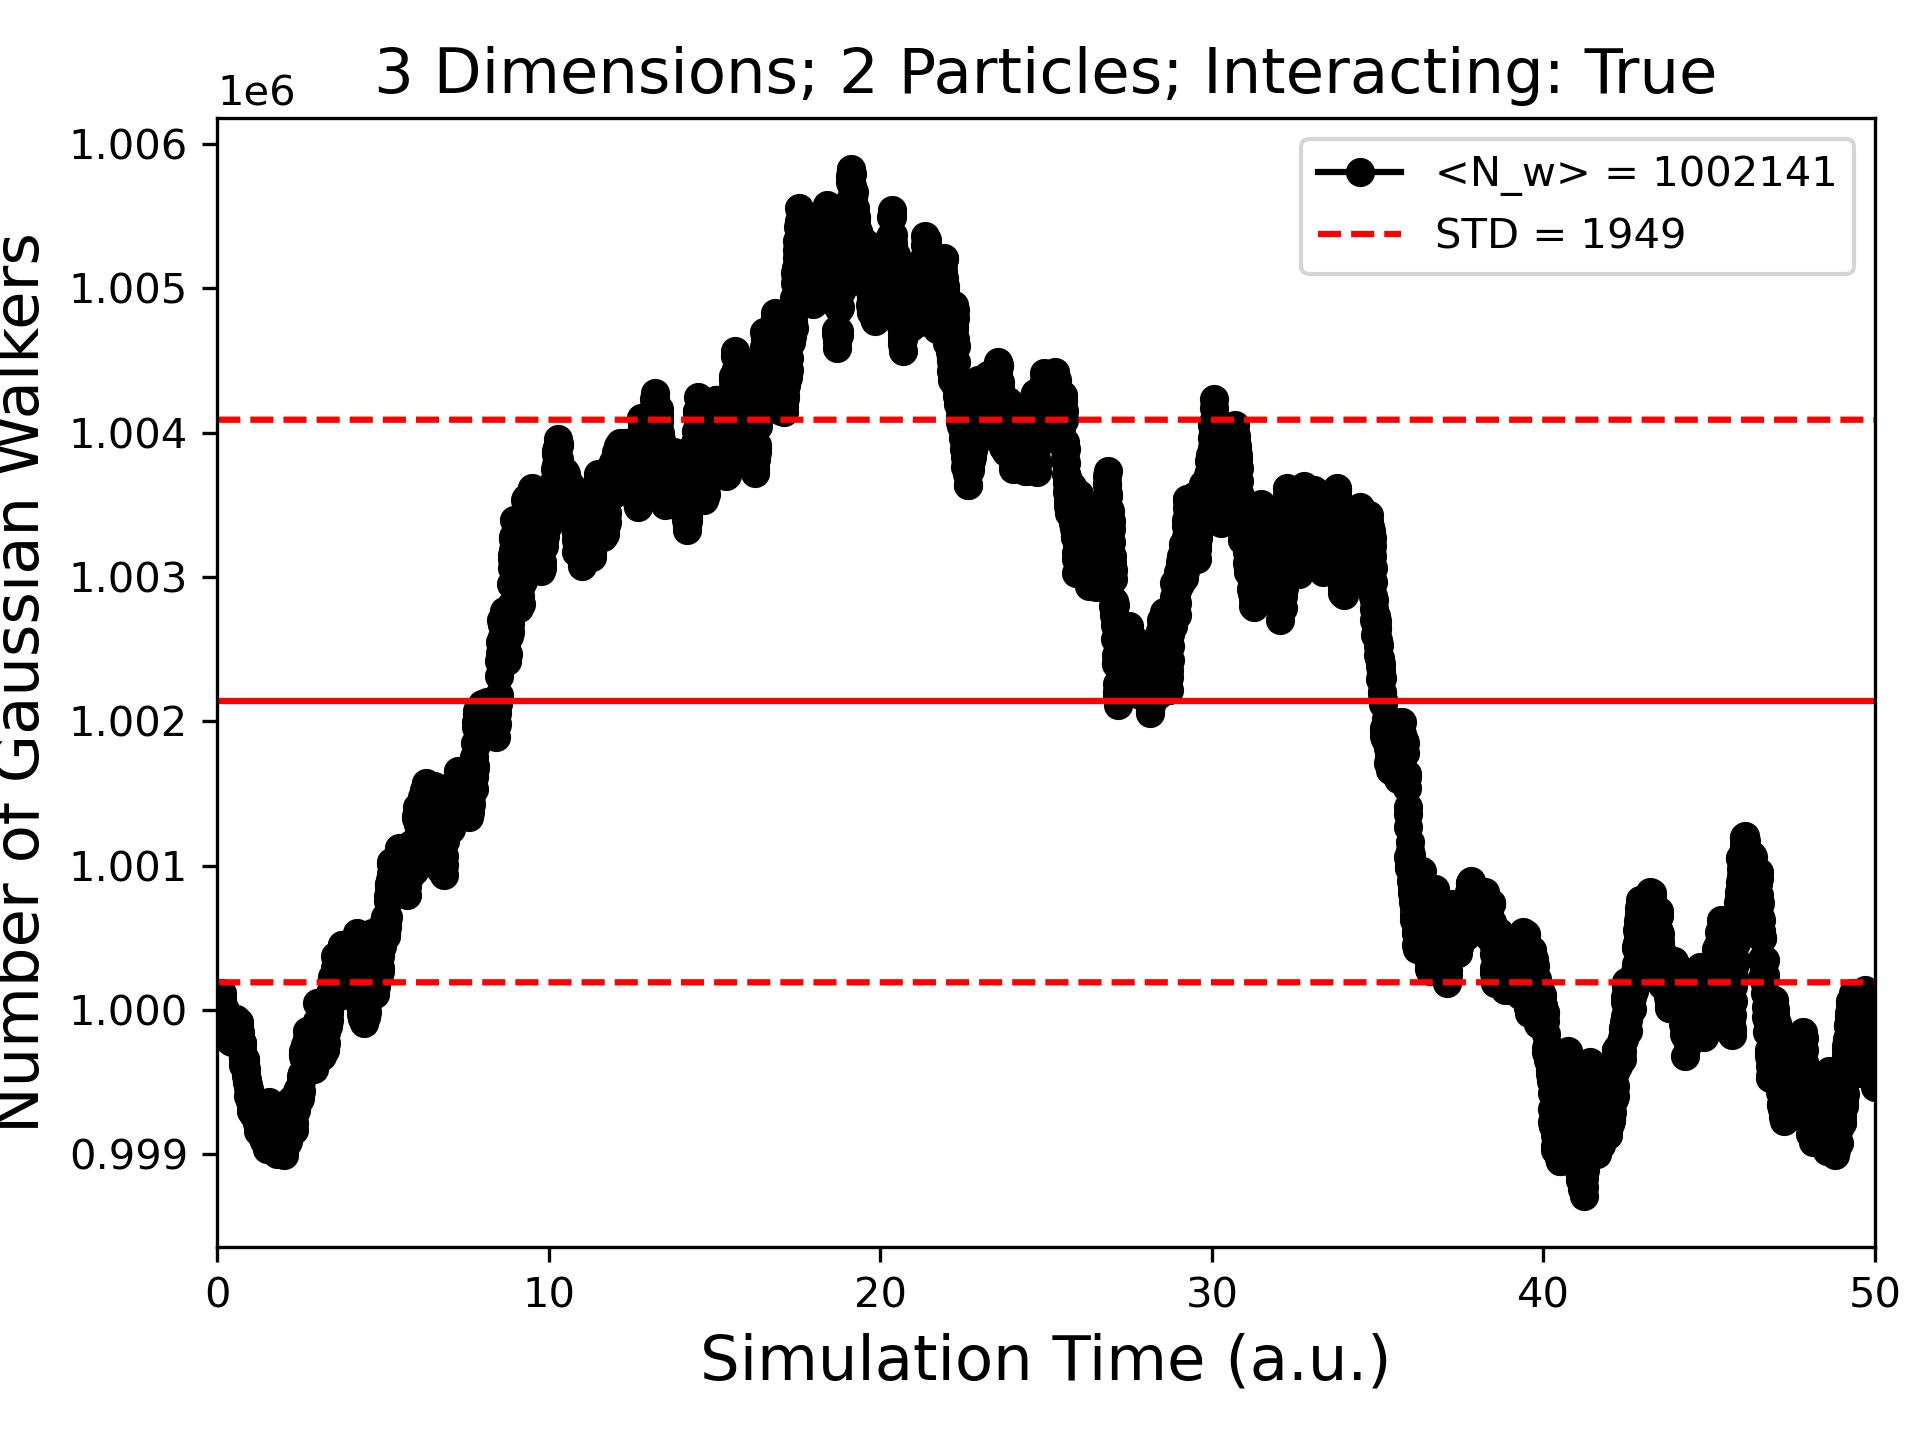 3 Dimensions; 2 Particles; Interacting: True
1e6
<N_w> = 1002141
STD = 1949
1.006
1.005
1.004
1.003
1.002
1.001
1.000
0.999
Number of Gaussian Walkers
0 10 20 30 40 50
Simulation Time (a.u.)